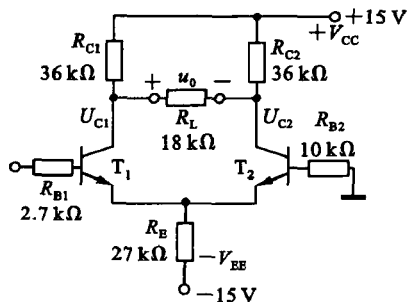 +15 V
+V_CC
R_C1
36 kΩ
R_C2
36 kΩ
+ u_0 −
U_C1
R_L
18 kΩ
U_C2
R_B2
10 kΩ
T_1
T_2
R_B1
2.7 kΩ
R_E
27 kΩ
−V_EE
−15 V